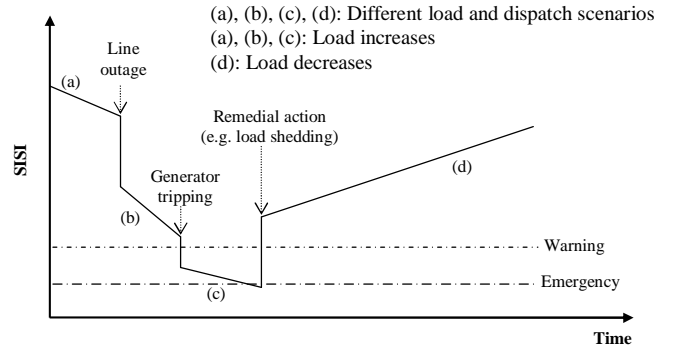 (a), (b), (c), (d): Different load and dispatch scenarios
(a), (b), (c): Load increases
(d): Load decreases
Line
outage
(a)
Remedial action
(e.g. load shedding)
SISI
(d)
Generator
tripping
(b)
Warning
Emergency
(c)
Time